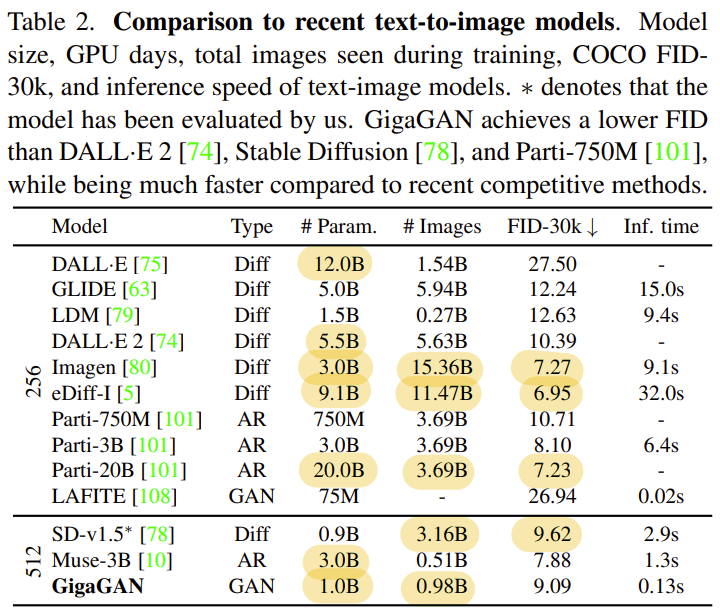 Table 2. Comparison to recent text-to-image models. Model
size, GPU days, total images seen during training, COCO FID-
30k, and inference speed of text-image models. ∗ denotes that the
model has been evaluated by us. GigaGAN achieves a lower FID
than DALL·E 2 [74], Stable Diffusion [78], and Parti-750M [101],
while being much faster compared to recent competitive methods.
Model Type # Param. # Images FID-30k ↓ Inf. time
256
DALL·E [75] Diff 12.0B 1.54B 27.50 -
GLIDE [63] Diff 5.0B 5.94B 12.24 15.0s
LDM [79] Diff 1.5B 0.27B 12.63 9.4s
DALL·E 2 [74] Diff 5.5B 5.63B 10.39 -
Imagen [80] Diff 3.0B 15.36B 7.27 9.1s
eDiff-I [5] Diff 9.1B 11.47B 6.95 32.0s
Parti-750M [101] AR 750M 3.69B 10.71 -
Parti-3B [101] AR 3.0B 3.69B 8.10 6.4s
Parti-20B [101] AR 20.0B 3.69B 7.23 -
LAFITE [108] GAN 75M - 26.94 0.02s
512
SD-v1.5∗ [78] Diff 0.9B 3.16B 9.62 2.9s
Muse-3B [10] AR 3.0B 0.51B 7.88 1.3s
GigaGAN GAN 1.0B 0.98B 9.09 0.13s